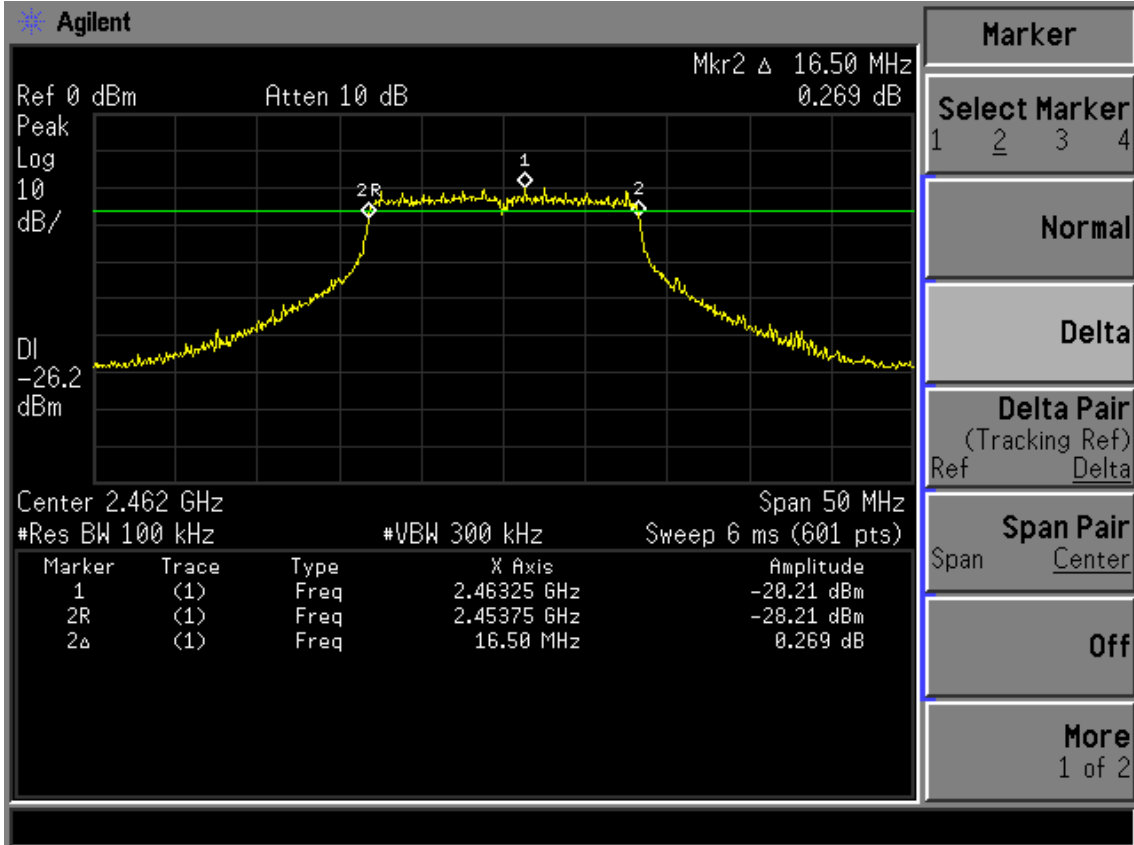 Agilent
Mkr2 Δ 16.50 MHz
Ref 0 dBm Atten 10 dB 0.269 dB
Peak
Log
10
dB/
1
2R
2
DI
-26.2
dBm
Center 2.462 GHz Span 50 MHz
#Res BW 100 kHz #VBW 300 kHz Sweep 6 ms (601 pts)
Marker Trace Type X Axis Amplitude
1 (1) Freq 2.46325 GHz -20.21 dBm
2R (1) Freq 2.45375 GHz -28.21 dBm
2Δ (1) Freq 16.50 MHz 0.269 dB
Marker
Select Marker
1 2 3 4
Normal
Delta
Delta Pair
(Tracking Ref)
Ref Delta
Span Pair
Span Center
Off
More
1 of 2